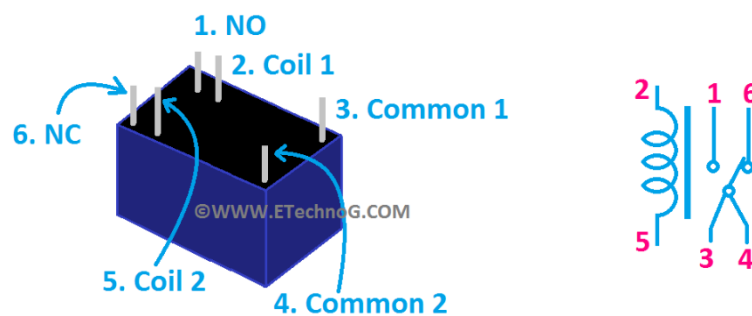 1. NO
2. Coil 1
3. Common 1
6. NC
©WWW.ETechnoG.COM
5. Coil 2
4. Common 2
2 1 6
5 3 4